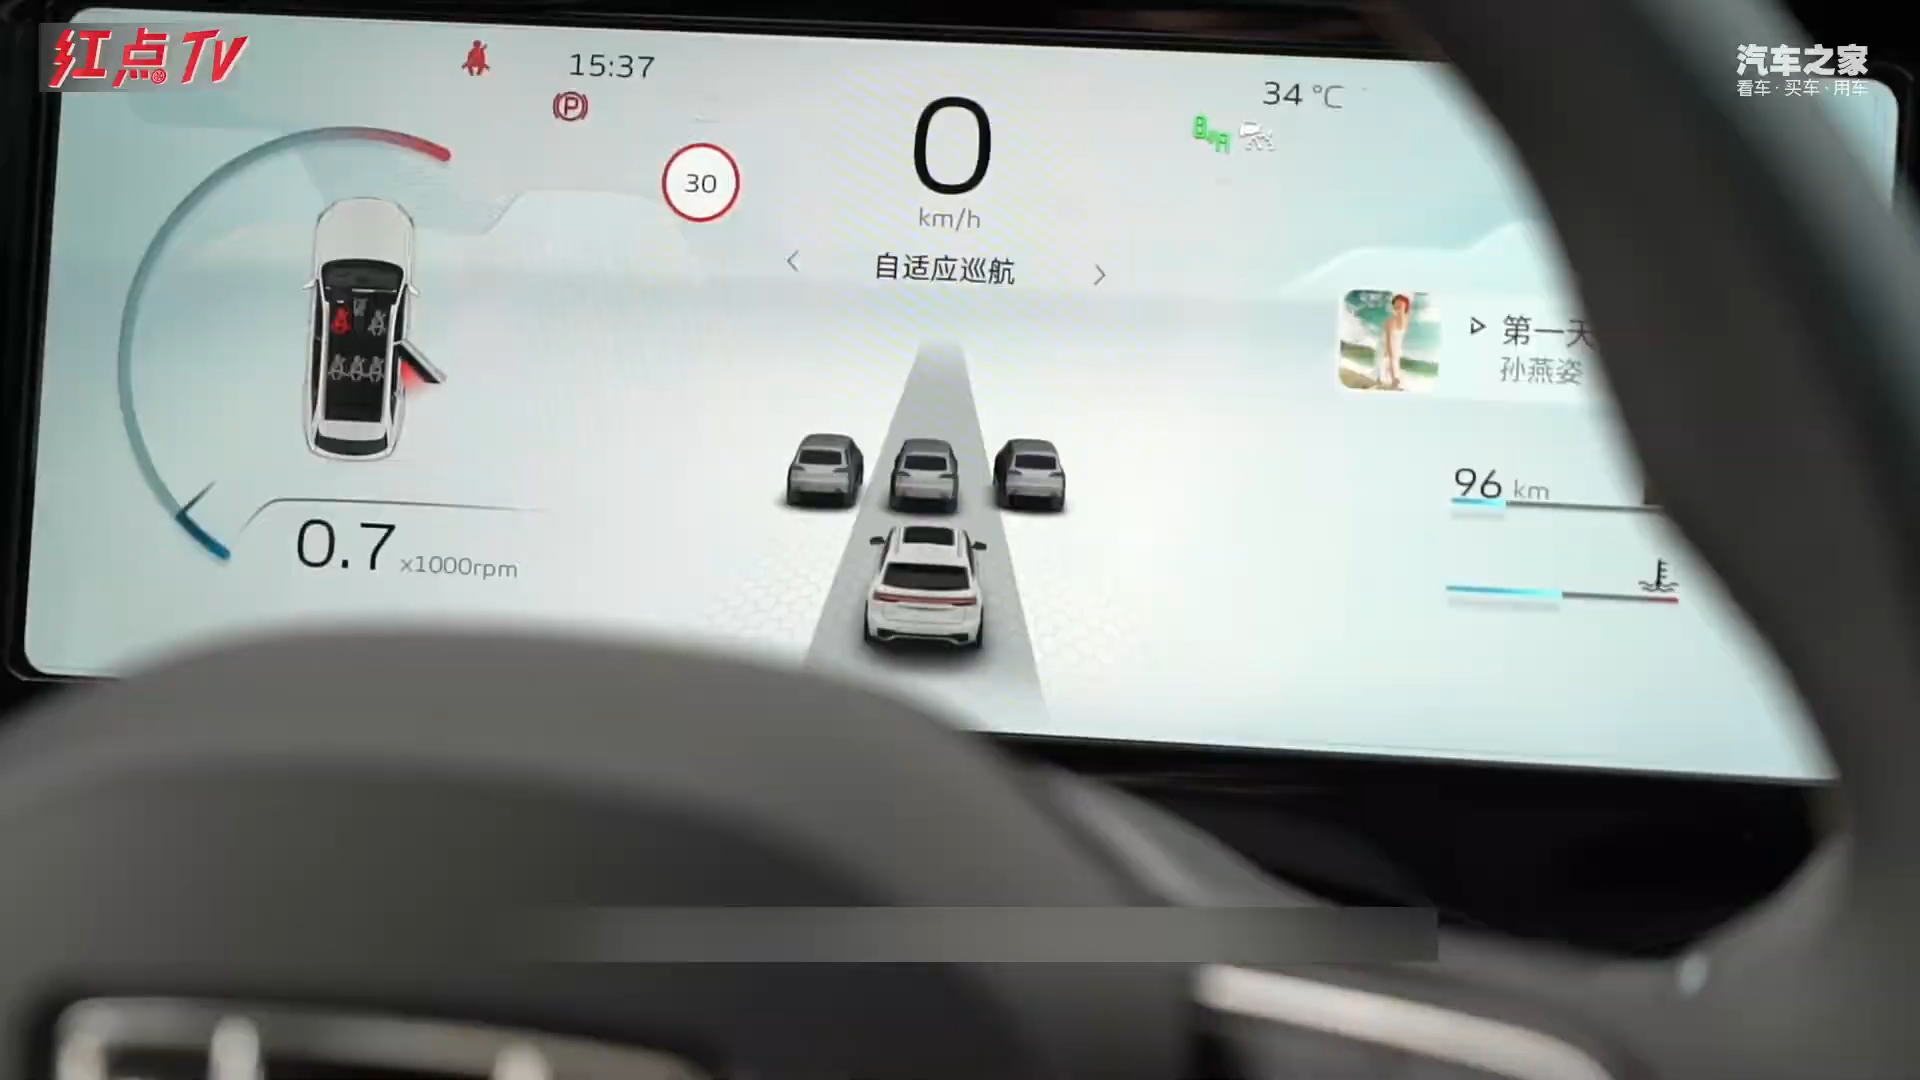 红点TV
汽车之家
看车·买车·用车
15:37
P
34 °C
30
0
km/h
自适应巡航
第一天
孙燕姿
96 km
0.7 x1000rpm